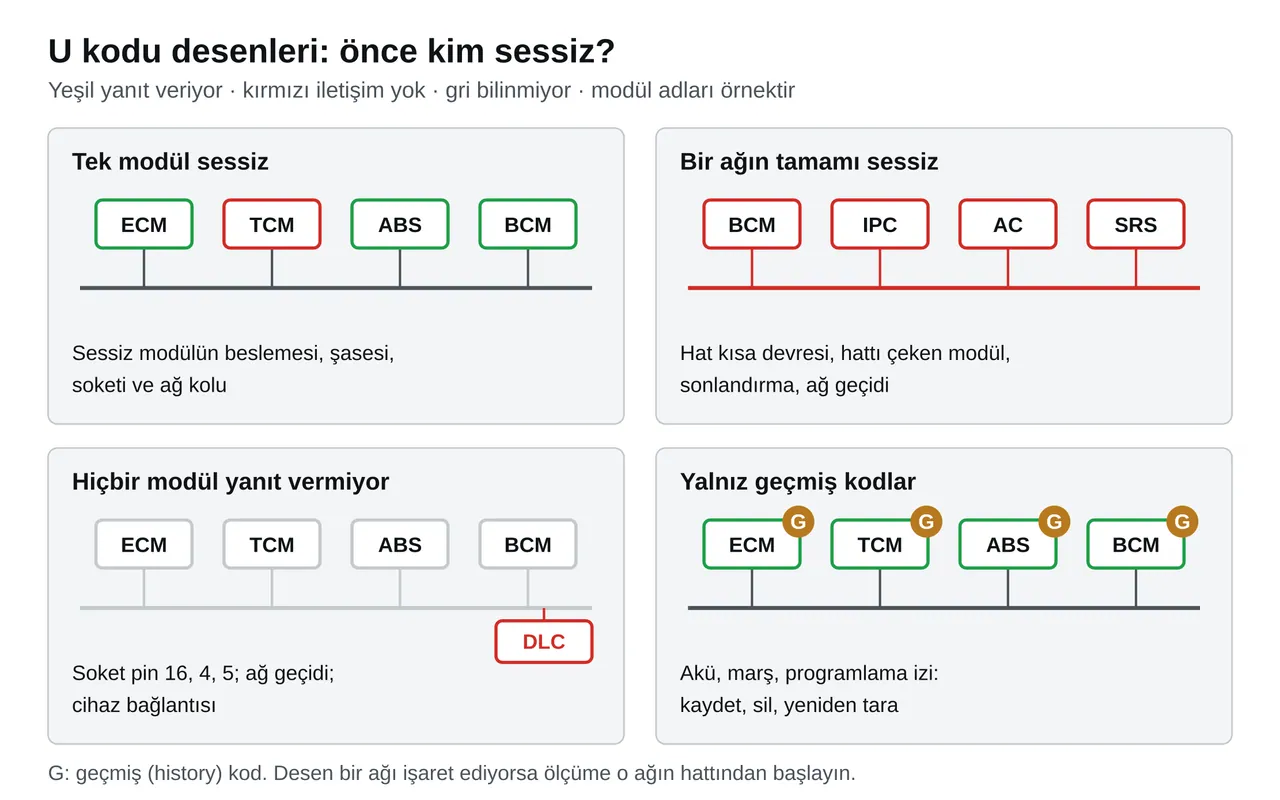 U kodu desenleri: önce kim sessiz?
Yeşil yanıt veriyor · kırmızı iletişim yok · gri bilinmiyor · modül adları örnektir
Tek modül sessiz
ECM TCM ABS BCM
Sessiz modülün beslemesi, şasesi,
soketi ve ağ kolu
Bir ağın tamamı sessiz
BCM IPC AC SRS
Hat kısa devresi, hattı çeken modül,
sonlandırma, ağ geçidi
Hiçbir modül yanıt vermiyor
ECM TCM ABS BCM
DLC
Soket pin 16, 4, 5; ağ geçidi;
cihaz bağlantısı
Yalnız geçmiş kodlar
G G G G
ECM TCM ABS BCM
Akü, marş, programlama izi:
kaydet, sil, yeniden tara
G: geçmiş (history) kod. Desen bir ağı işaret ediyorsa ölçüme o ağın hattından başlayın.